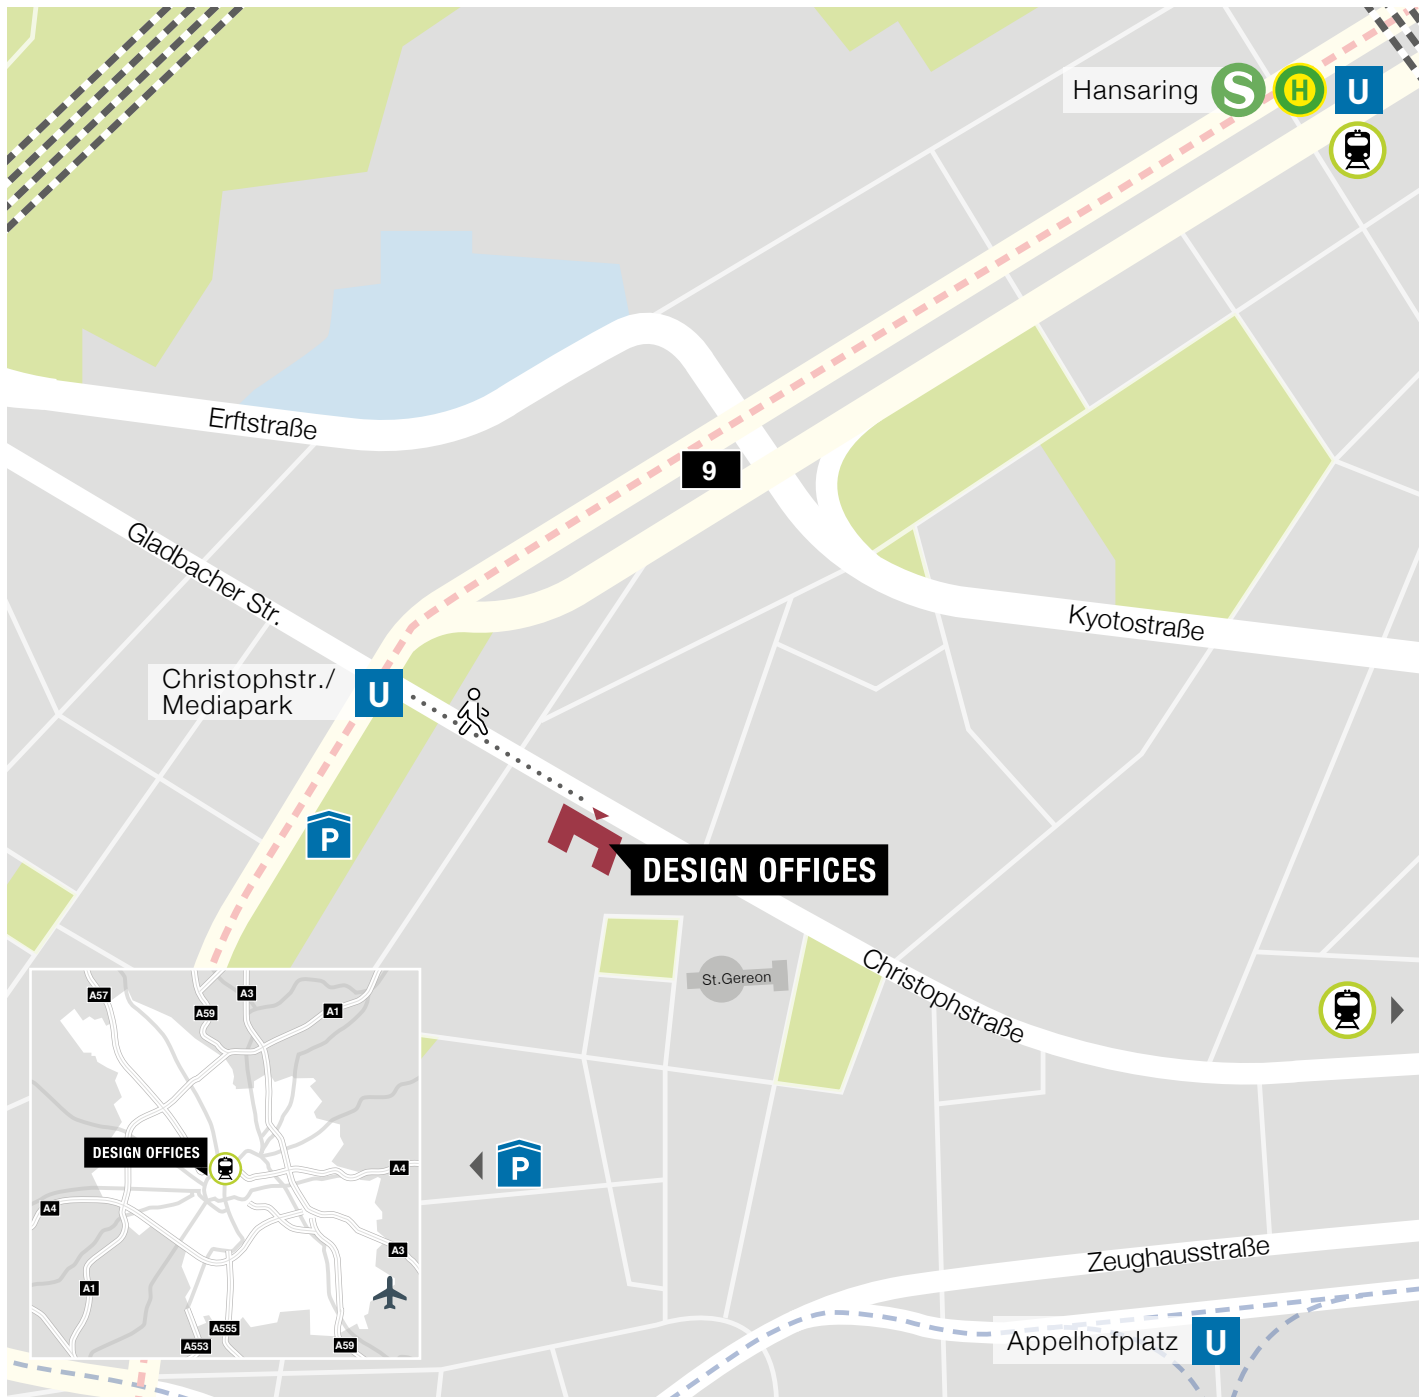 Hansaring
S
H
U
Erftstraße
9
Gladbacher Str.
Kyotostraße
Christophstr./
Mediapark
U
P
DESIGN OFFICES
St.Gereon
Christophstraße
A57
A3
A59
A1
DESIGN OFFICES
A4
A4
A3
A1
A555
A553
A59
P
Zeughausstraße
Appelhofplatz
U